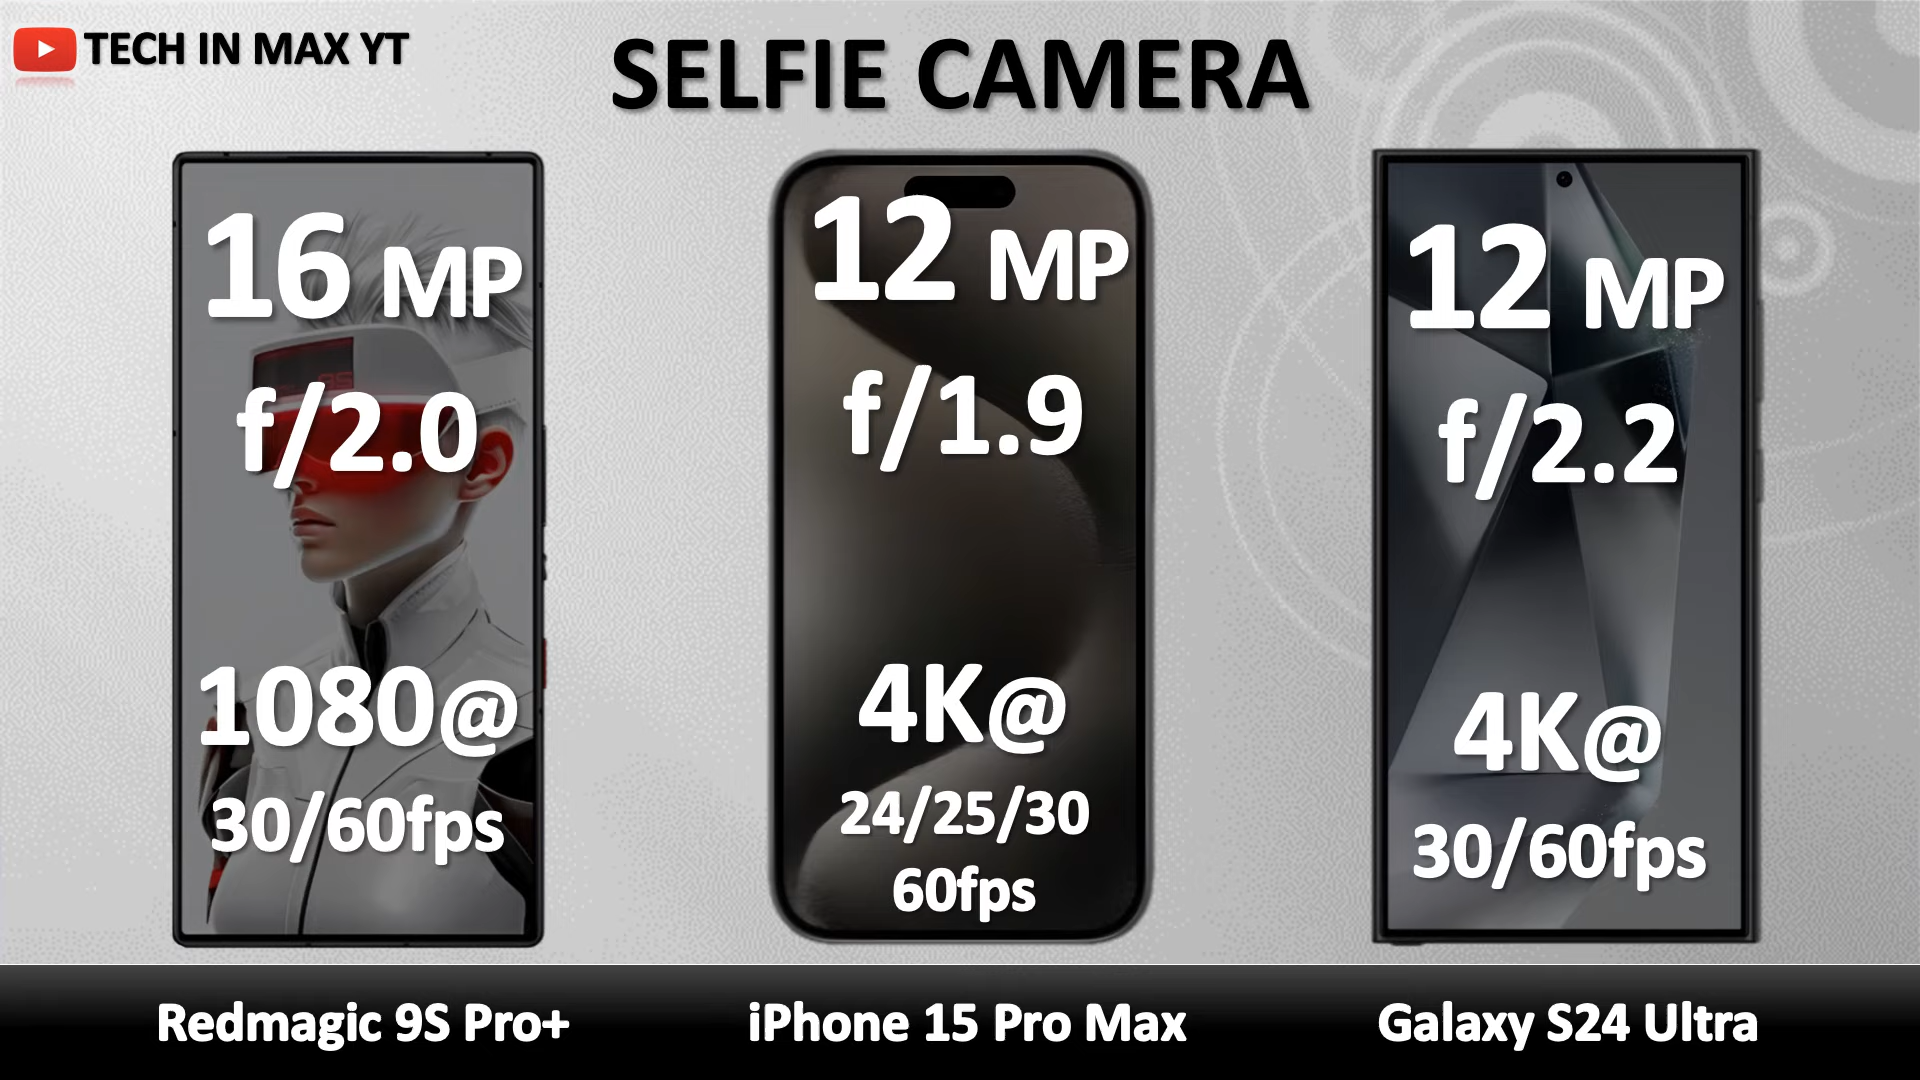 TECH IN MAX YT
SELFIE CAMERA
16 MP
f/2.0
1080@
30/60fps
12 MP
f/1.9
4K@
24/25/30
60fps
12 MP
f/2.2
4K@
30/60fps
Redmagic 9S Pro+
iPhone 15 Pro Max
Galaxy S24 Ultra